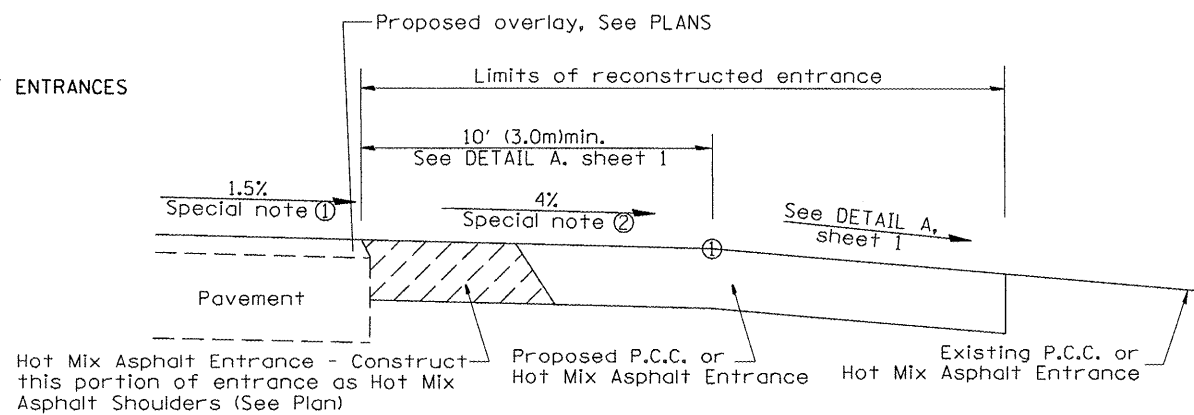 Proposed overlay, See PLANS
ENTRANCES
Limits of reconstructed entrance
10' (3.0m)min.
See DETAIL A. sheet 1
1.5%
Special note ①
4%
Special note ②
See DETAIL A,
sheet 1
①
Pavement
Hot Mix Asphalt Entrance - Construct
this portion of entrance as Hot Mix
Asphalt Shoulders (See Plan)
Proposed P.C.C. or
Hot Mix Asphalt Entrance
Existing P.C.C. or
Hot Mix Asphalt Entrance